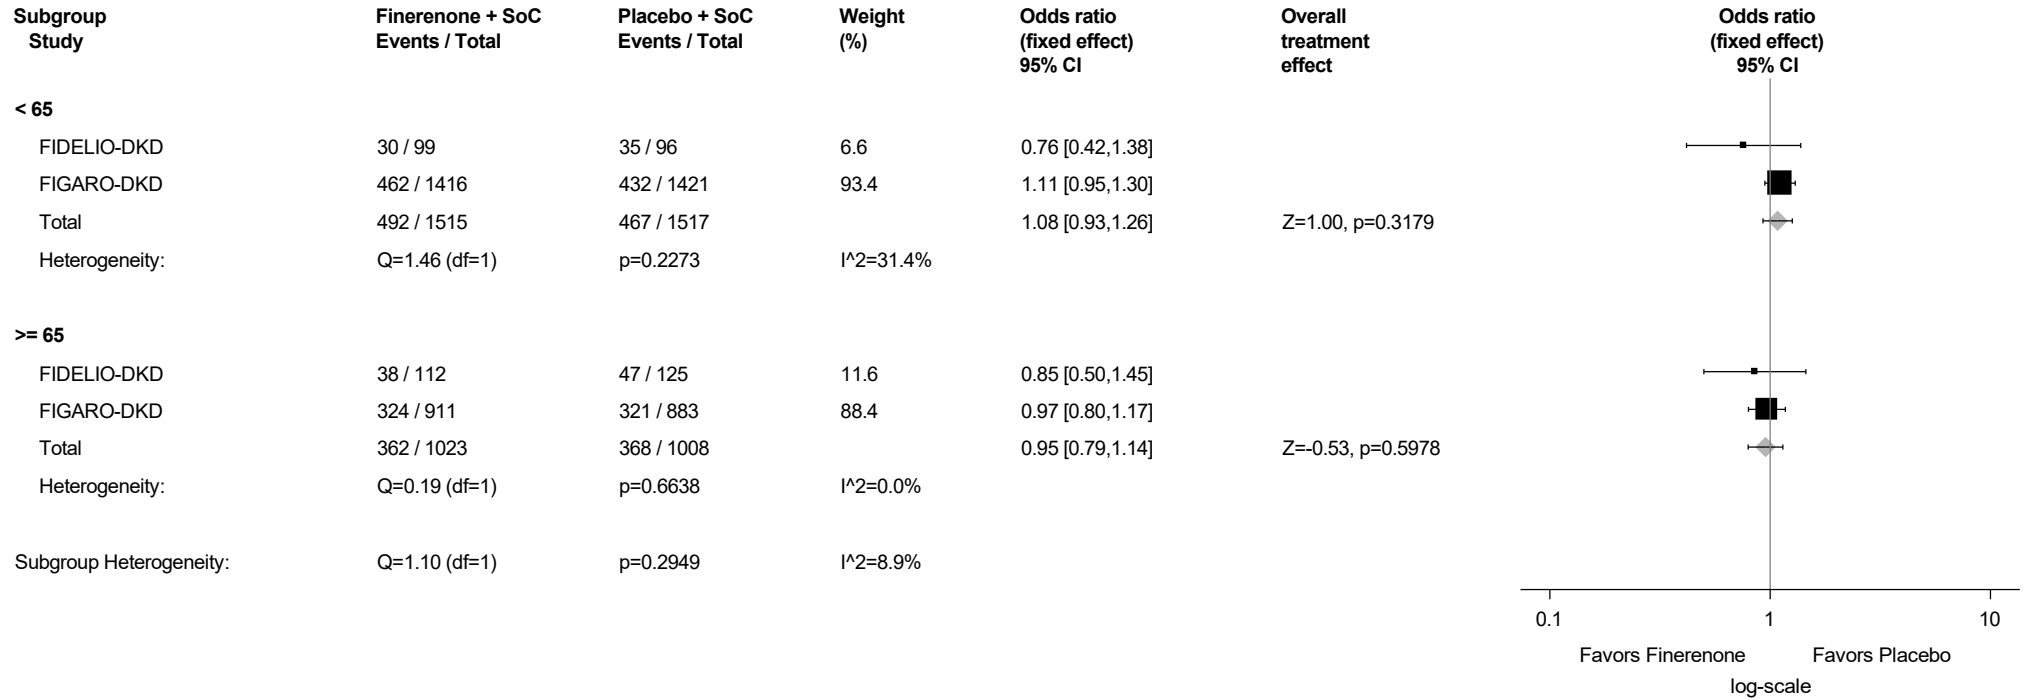 Subgroup Finerenone + SoC Placebo + SoC Weight Odds ratio Overall Odds ratio
Study Events / Total Events / Total (%) (fixed effect) treatment (fixed effect)
95% CI effect 95% CI
< 65
FIDELIO-DKD 30 / 99 35 / 96 6.6 0.76 [0.42,1.38]
FIGARO-DKD 462 / 1416 432 / 1421 93.4 1.11 [0.95,1.30]
Total 492 / 1515 467 / 1517 1.08 [0.93,1.26] Z=1.00, p=0.3179
Heterogeneity: Q=1.46 (df=1) p=0.2273 I^2=31.4%
>= 65
FIDELIO-DKD 38 / 112 47 / 125 11.6 0.85 [0.50,1.45]
FIGARO-DKD 324 / 911 321 / 883 88.4 0.97 [0.80,1.17]
Total 362 / 1023 368 / 1008 0.95 [0.79,1.14] Z=-0.53, p=0.5978
Heterogeneity: Q=0.19 (df=1) p=0.6638 I^2=0.0%
Subgroup Heterogeneity: Q=1.10 (df=1) p=0.2949 I^2=8.9%
0.1 1 10
Favors Finerenone Favors Placebo
log-scale